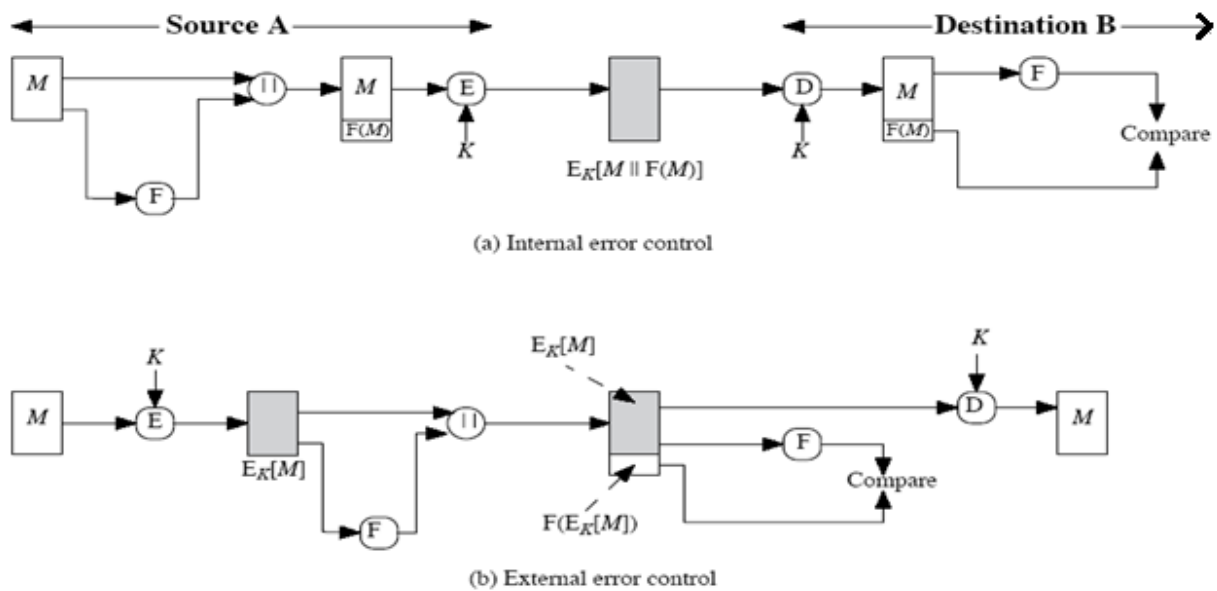 Source A
Destination B
M
||
M
F(M)
E
K
F
E_K[M || F(M)]
D
K
M
F(M)
F
Compare
(a) Internal error control
M
K
E
E_K[M]
F
||
E_K[M]
F(E_K[M])
F
Compare
K
D
M
(b) External error control